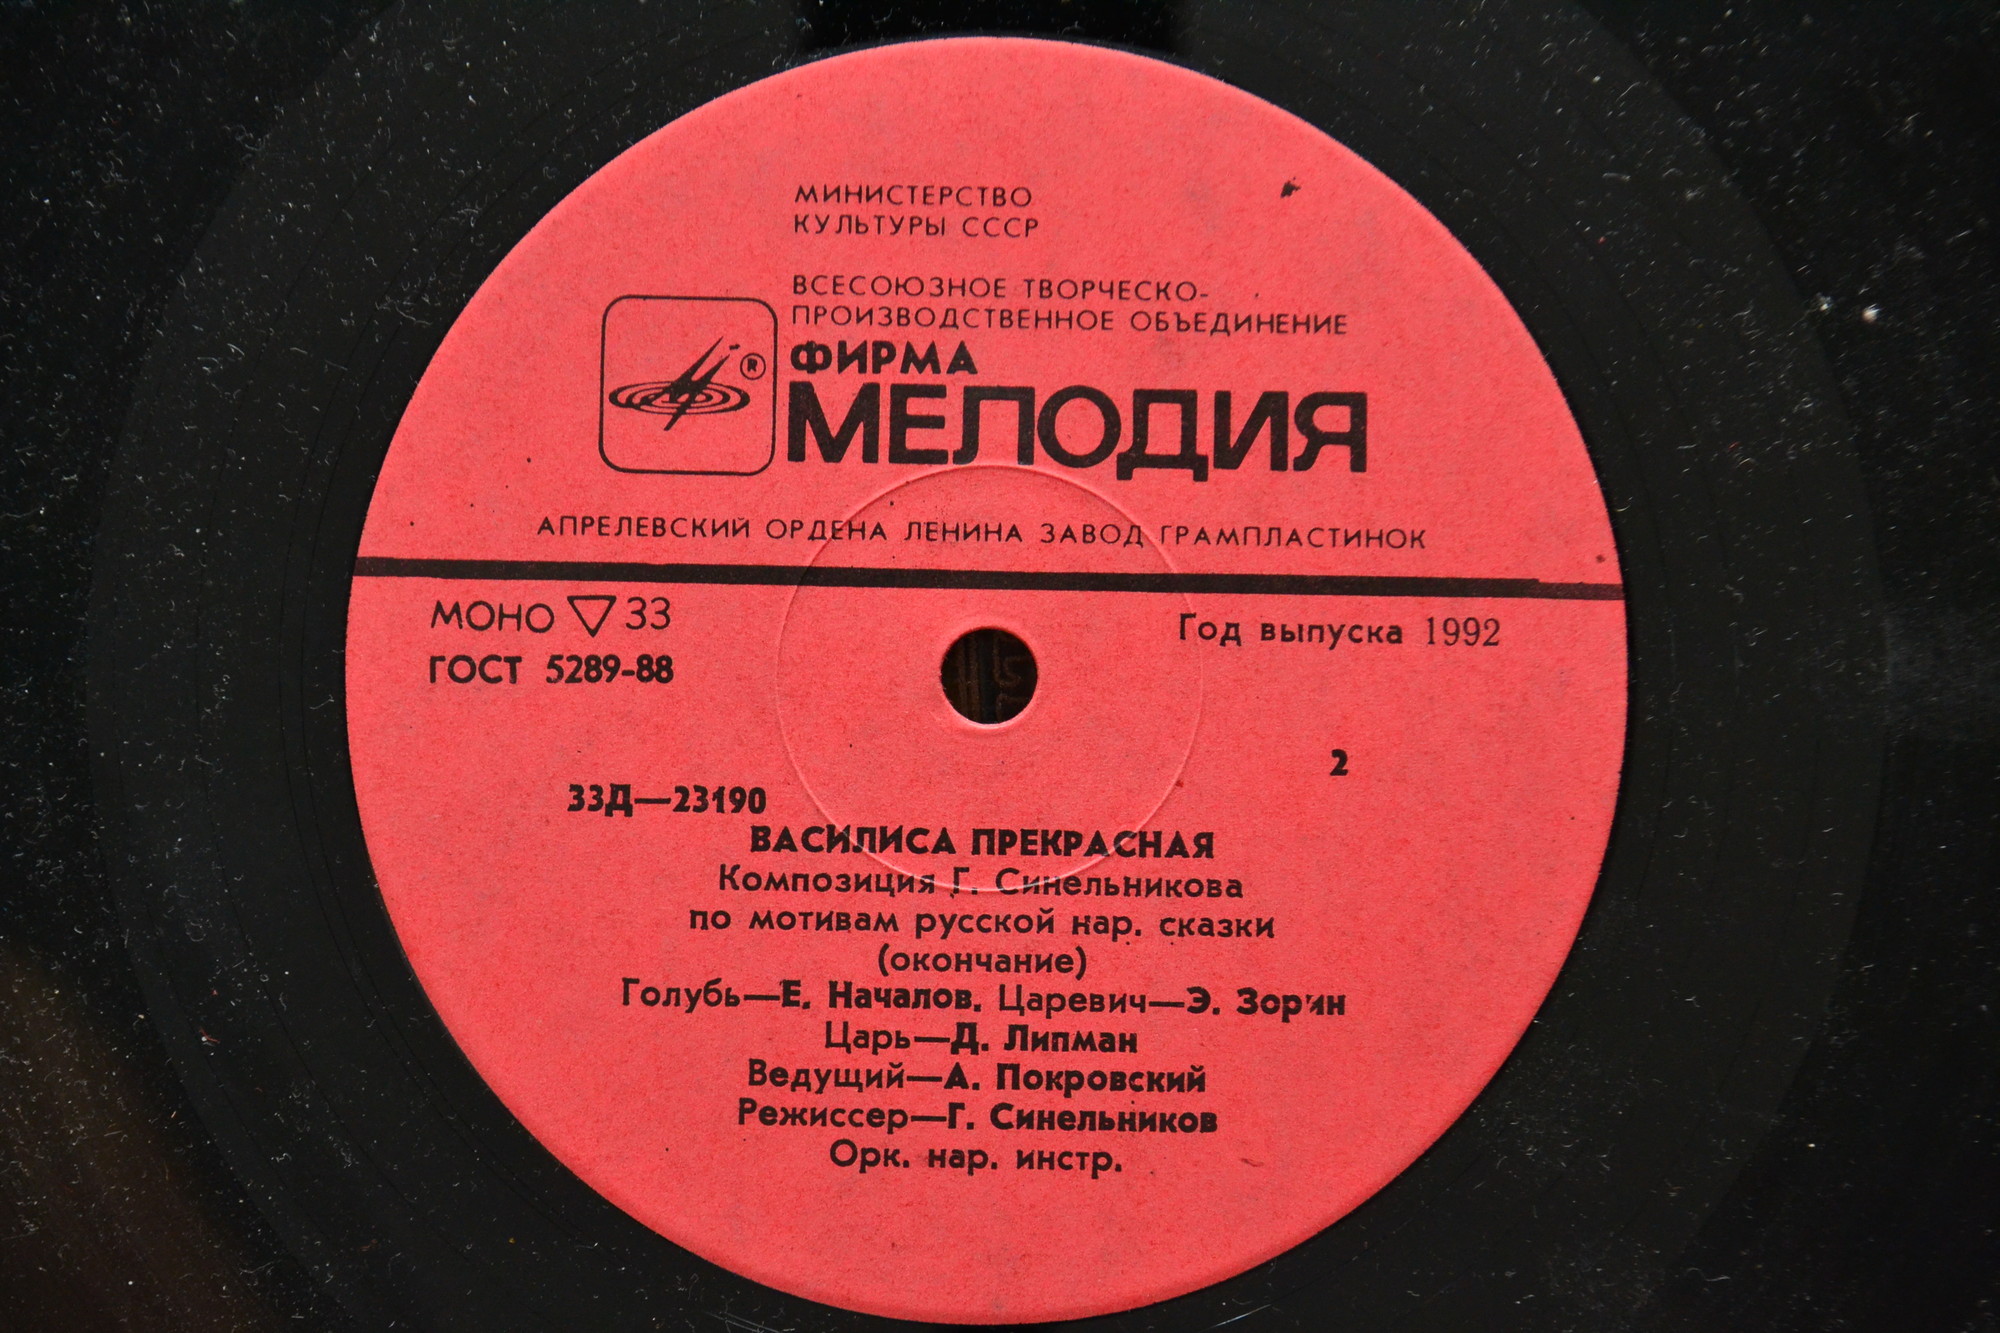 МИНИСТЕРСТВО
КУЛЬТУРЫ СССР
ВСЕСОЮЗНОЕ ТВОРЧЕСКО-
ПРОИЗВОДСТВЕННОЕ ОБЪЕДИНЕНИЕ
ФИРМА
®
МЕЛОДИЯ
АПРЕЛЕВСКИЙ ОРДЕНА ЛЕНИНА ЗАВОД ГРАМПЛАСТИНОК
МОНО ▽ 33
Год выпуска 1992
ГОСТ 5289-88
2
33Д—23190
ВАСИЛИСА ПРЕКРАСНАЯ
Композиция Г. Синельникова
по мотивам русской нар. сказки
(окончание)
Голубь—Е. Началов. Царевич—Э. Зорин
Царь—Д. Липман
Ведущий—А. Покровский
Режиссер—Г. Синельников
Орк. нар. инстр.